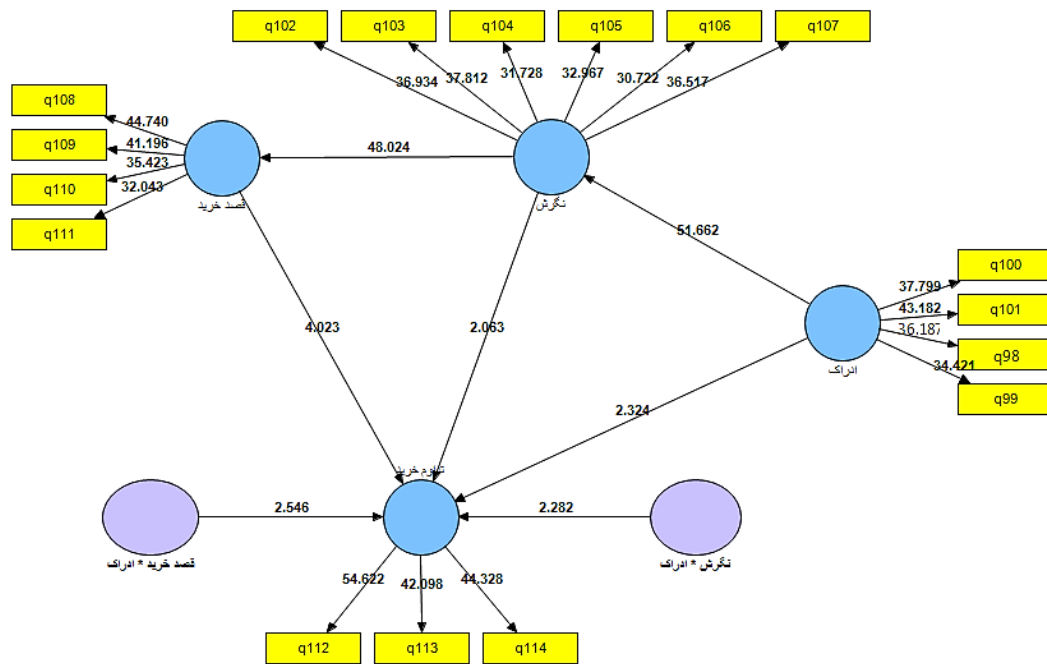 q102
q103
q104
q105
q106
q107
36.934
37.812
31.728
32.967
30.722
36.517
q108
q109
q110
q111
44.740
41.196
35.423
32.043
48.024
قصد خرید
نگرش
51.662
q100
q101
q98
q99
37.799
43.182
36.187
34.421
ادراک
4.023
2.063
2.324
تداوم خرید
2.546
2.282
قصد خرید * ادراک
نگرش * ادراک
54.622
42.098
44.328
q112
q113
q114